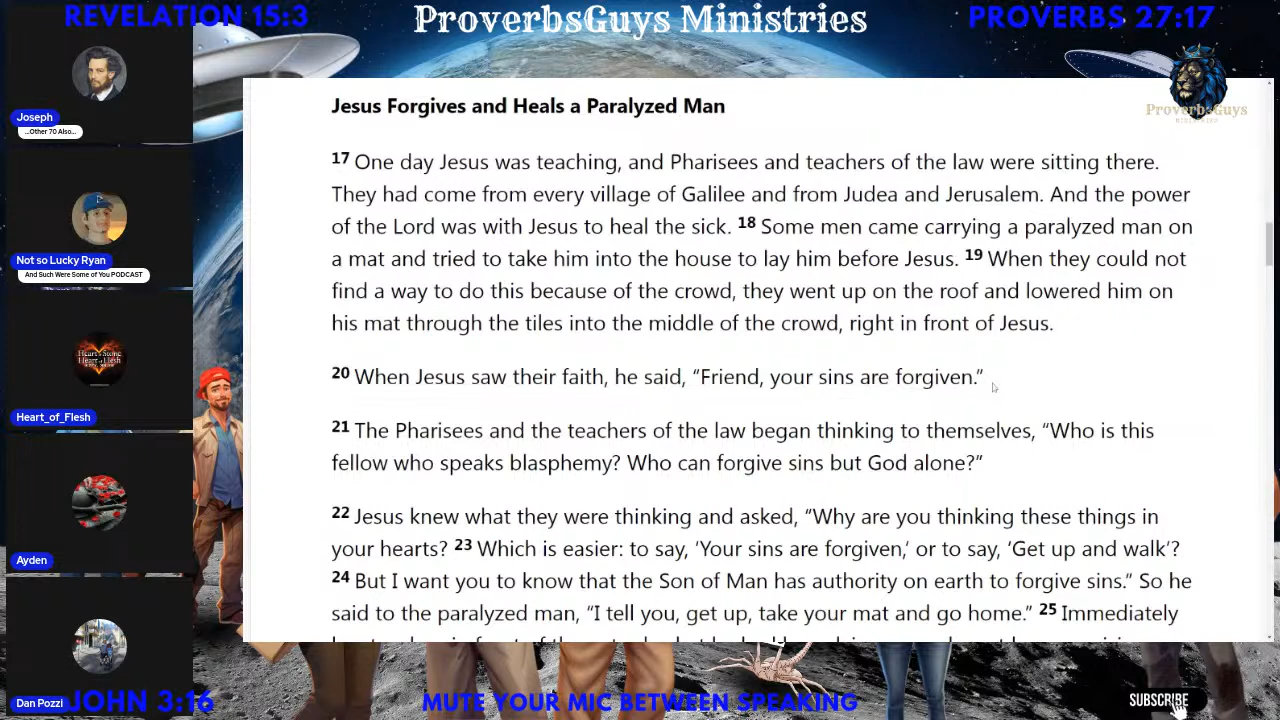 REVELATION 15:3
ProverbsGuys Ministries
PROVERBS 27:17
Joseph
...Other 70 Also...
Not so Lucky Ryan
And Such Were Some of You PODCAST
Heart_of_Flesh
Ayden
Dan Pozzi
ProverbsGuys
Jesus Forgives and Heals a Paralyzed Man
17 One day Jesus was teaching, and Pharisees and teachers of the law were sitting there.
They had come from every village of Galilee and from Judea and Jerusalem. And the power
of the Lord was with Jesus to heal the sick. 18 Some men came carrying a paralyzed man on
a mat and tried to take him into the house to lay him before Jesus. 19 When they could not
find a way to do this because of the crowd, they went up on the roof and lowered him on
his mat through the tiles into the middle of the crowd, right in front of Jesus.
20 When Jesus saw their faith, he said, “Friend, your sins are forgiven.”
21 The Pharisees and the teachers of the law began thinking to themselves, “Who is this
fellow who speaks blasphemy? Who can forgive sins but God alone?”
22 Jesus knew what they were thinking and asked, “Why are you thinking these things in
your hearts? 23 Which is easier: to say, ‘Your sins are forgiven,’ or to say, ‘Get up and walk’?
24 But I want you to know that the Son of Man has authority on earth to forgive sins.” So he
said to the paralyzed man, “I tell you, get up, take your mat and go home.” 25 Immediately
JOHN 3:16
MUTE YOUR MIC BETWEEN SPEAKING
SUBSCRIBE